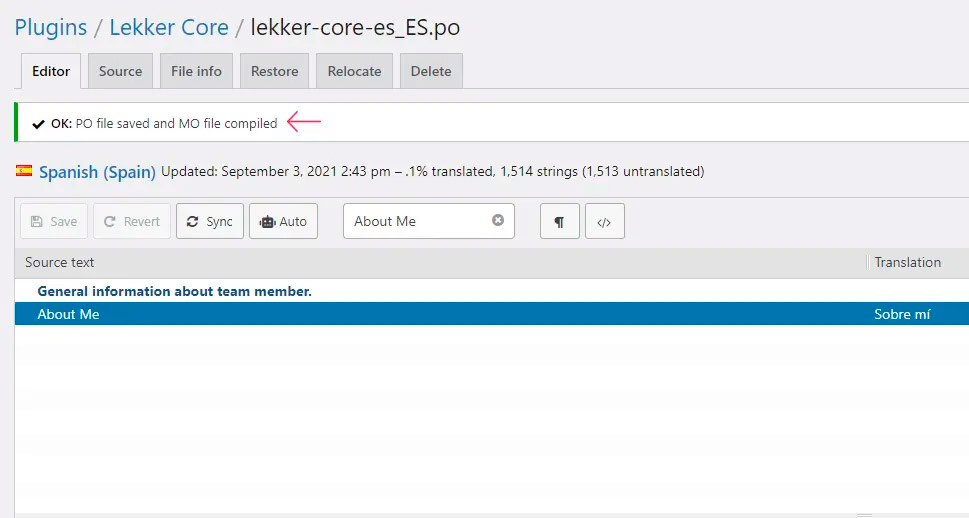 Plugins / Lekker Core / lekker-core-es_ES.po
Editor Source File info Restore Relocate Delete
OK: PO file saved and MO file compiled
Spanish (Spain) Updated: September 3, 2021 2:43 pm – .1% translated, 1,514 strings (1,513 untranslated)
Save Revert Sync Auto About Me ¶ </>
Source text Translation
General information about team member.
About Me Sobre mí